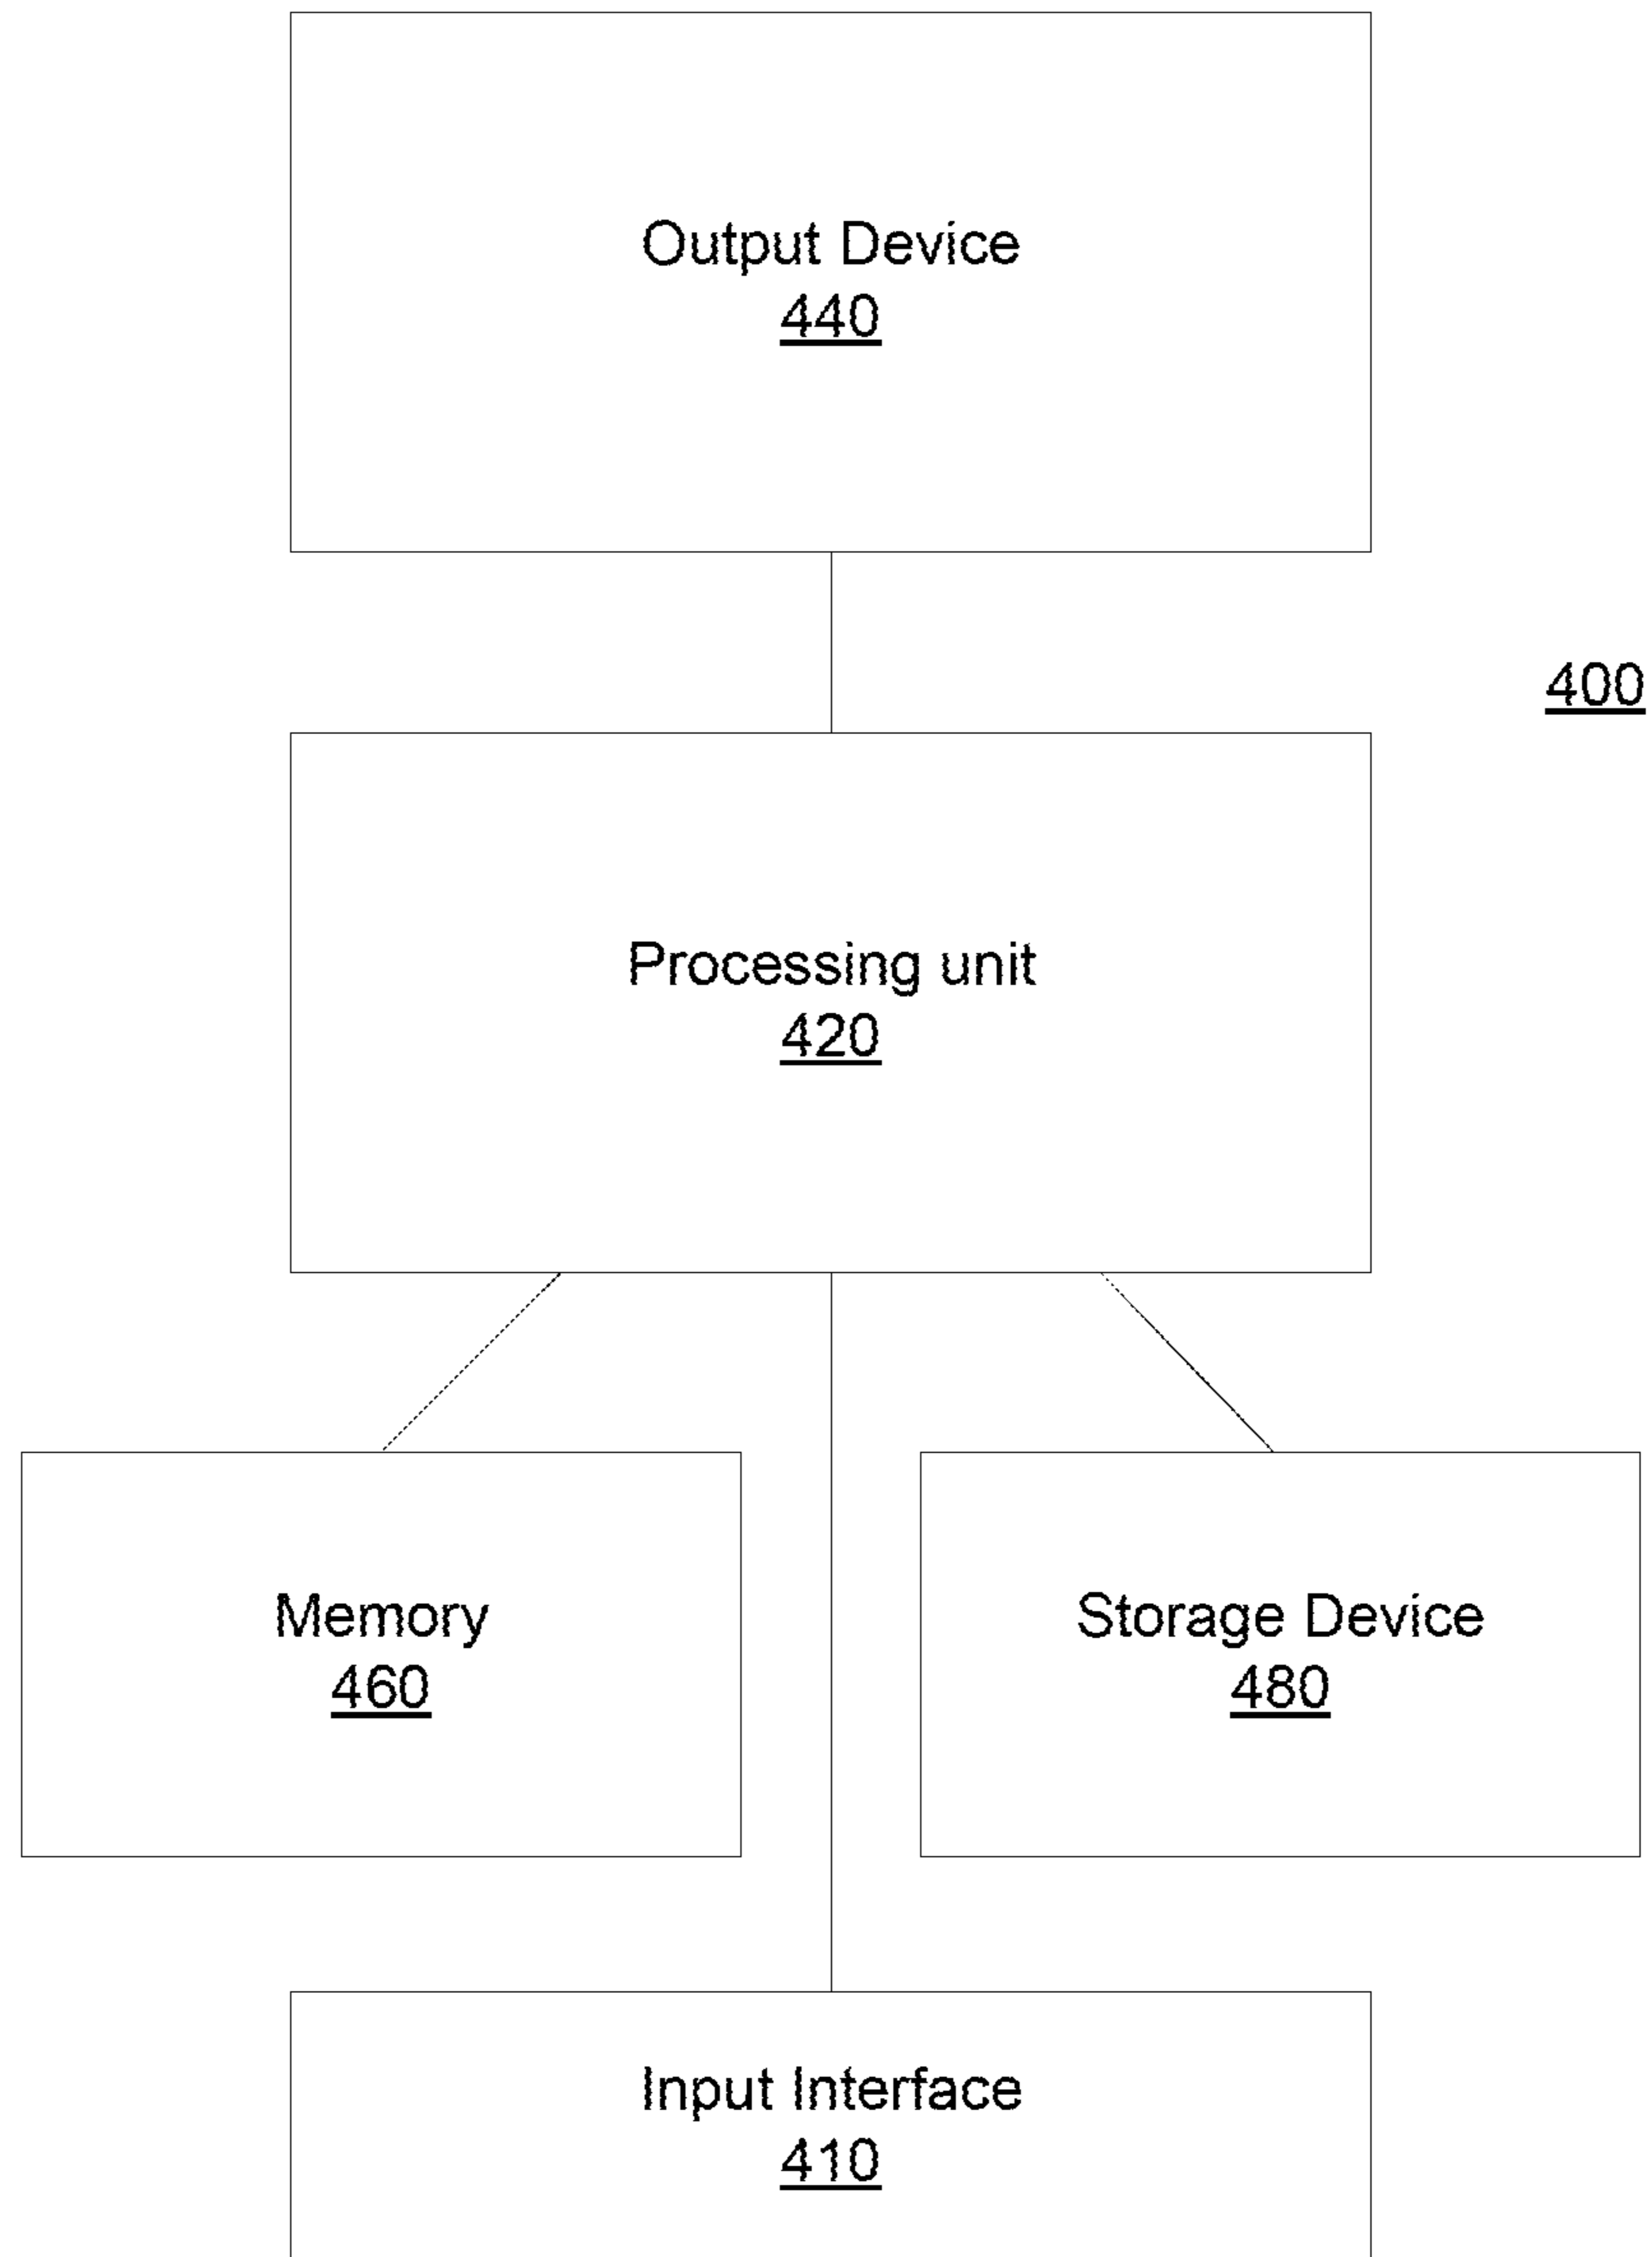 Output Device
440
400
Processing unit
420
Memory
460
Storage Device
480
Input Interface
410